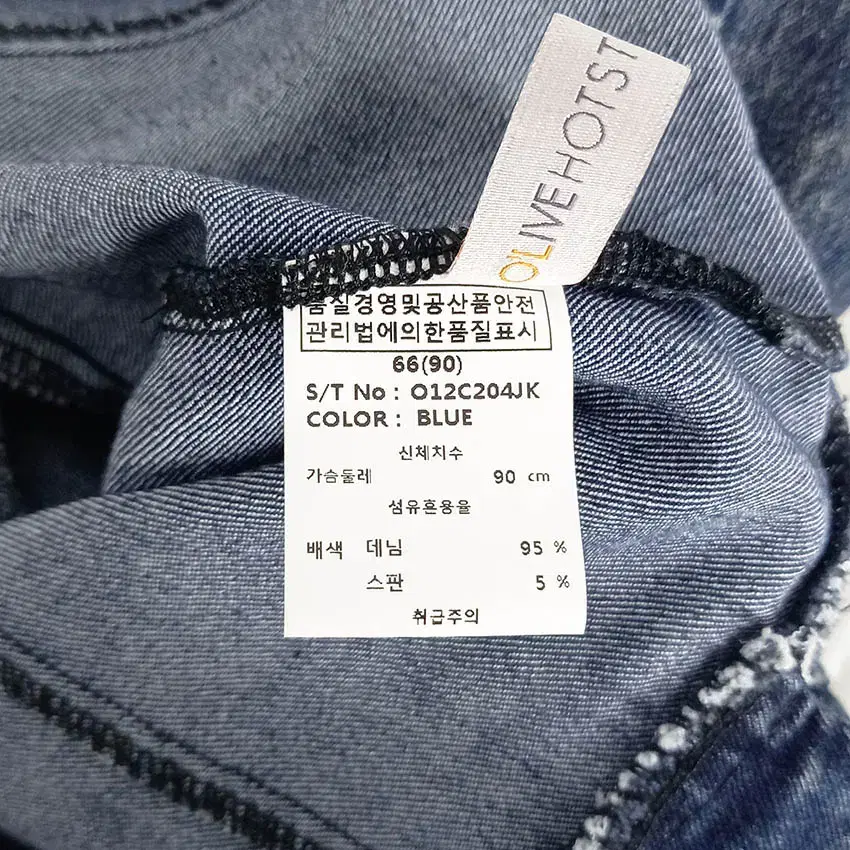 OLIVEHOTST
품질경영및공산품안전
관리법에의한품질표시
66(90)
S/T No : O12C204JK
COLOR : BLUE
신체치수
가슴둘레 90 cm
섬유혼용율
배색 데님 95 %
스판 5 %
취급주의